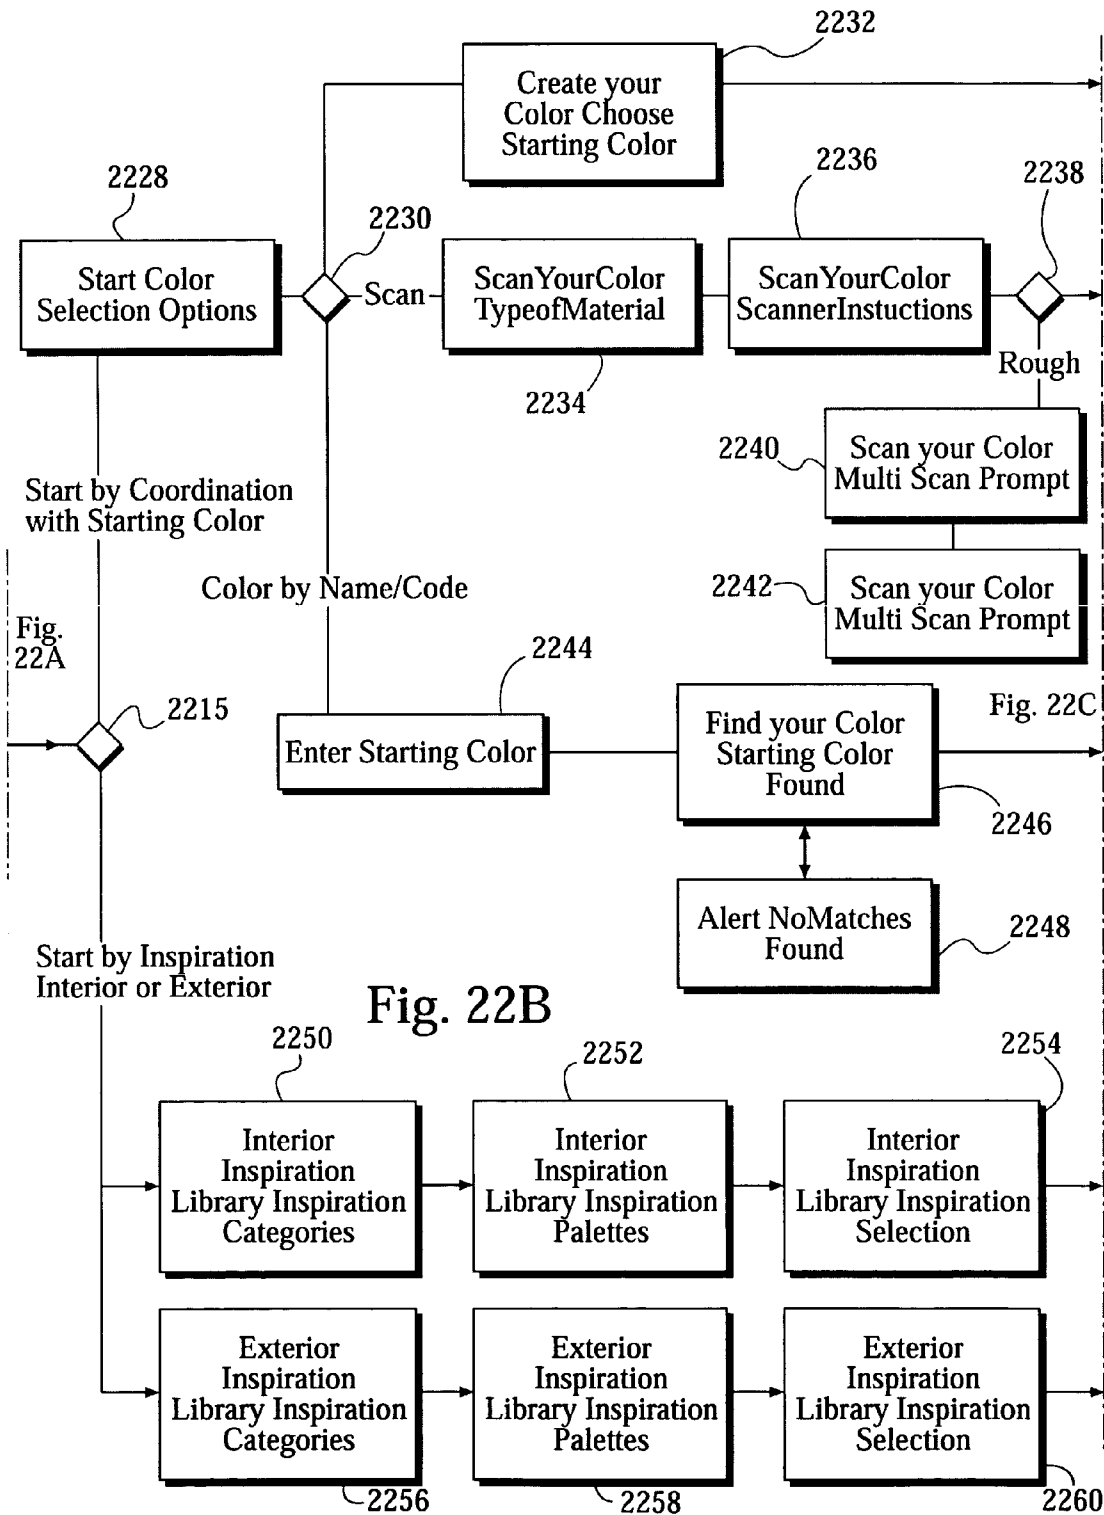 2232
Create your
Color Choose
Starting Color
2228
2230
2236
2238
Start Color
Selection Options
Scan
ScanYourColor
TypeofMaterial
ScanYourColor
ScannerInstuctions
2234
Rough
2240
Scan your Color
Multi Scan Prompt
Start by Coordination
with Starting Color
Color by Name/Code
2242
Scan your Color
Multi Scan Prompt
Fig.
22A
2244
2215
Enter Starting Color
Find your Color
Starting Color
Found
Fig. 22C
2246
Alert NoMatches
Found
2248
Start by Inspiration
Interior or Exterior
Fig. 22B
2250
2252
2254
Interior
Inspiration
Library Inspiration
Categories
Interior
Inspiration
Library Inspiration
Palettes
Interior
Inspiration
Library Inspiration
Selection
Exterior
Inspiration
Library Inspiration
Categories
Exterior
Inspiration
Library Inspiration
Palettes
Exterior
Inspiration
Library Inspiration
Selection
2256
2258
2260